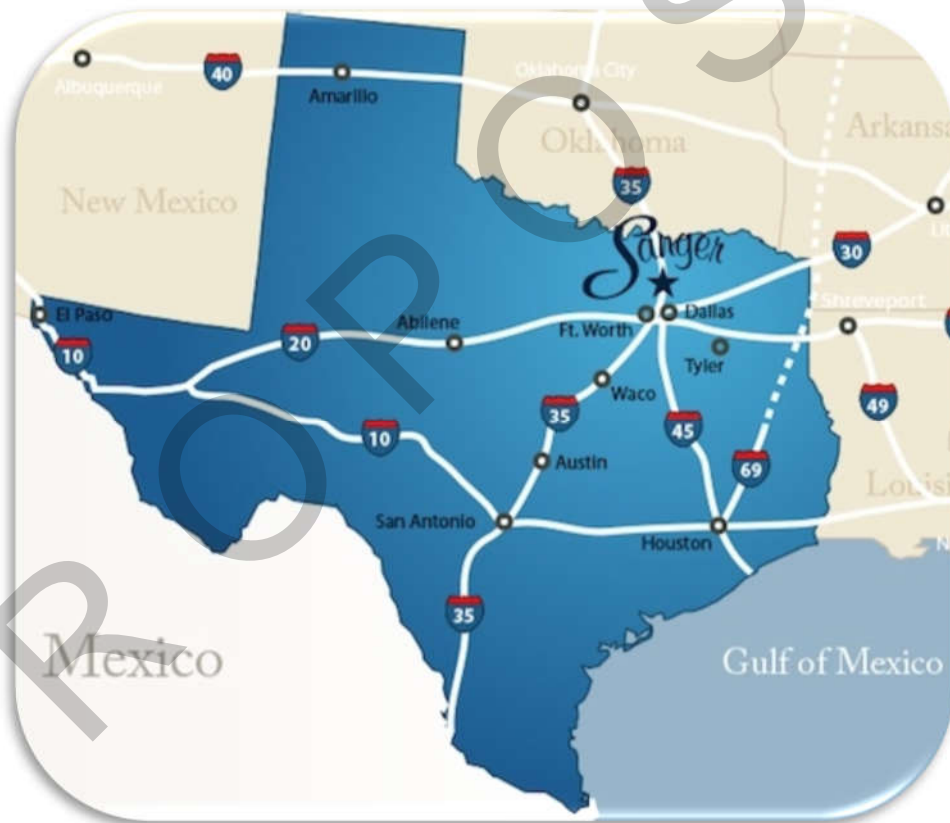 40
Albuquerque
Amarillo
Oklahoma City
Oklahoma
New Mexico
35
Sanger
30
El Paso
10
20
Abilene
Ft. Worth
Dallas
Shreveport
Tyler
Waco
35
45
49
10
Austin
69
San Antonio
Houston
35
Mexico
Gulf of Mexico